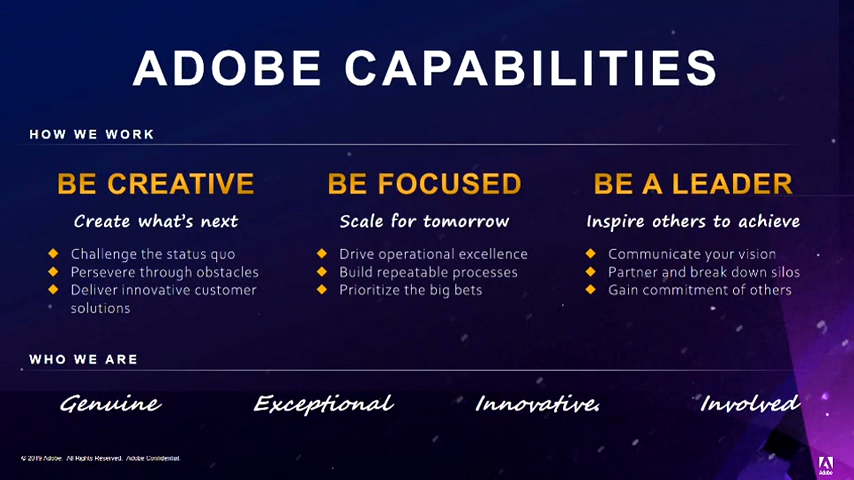 ADOBE CAPABILITIES
HOW WE WORK
BE CREATIVE
Create what's next
Challenge the status quo
Persevere through obstacles
Deliver innovative customer
solutions
BE FOCUSED
Scale for tomorrow
Drive operational excellence
Build repeatable processes
Prioritize the big bets
BE A LEADER
Inspire others to achieve
Communicate your vision
Partner and break down silos
Gain commitment of others
WHO WE ARE
Genuine Exceptional Innovative Involved
© 2019 Adobe. All Rights Reserved. Adobe Confidential.
Adobe